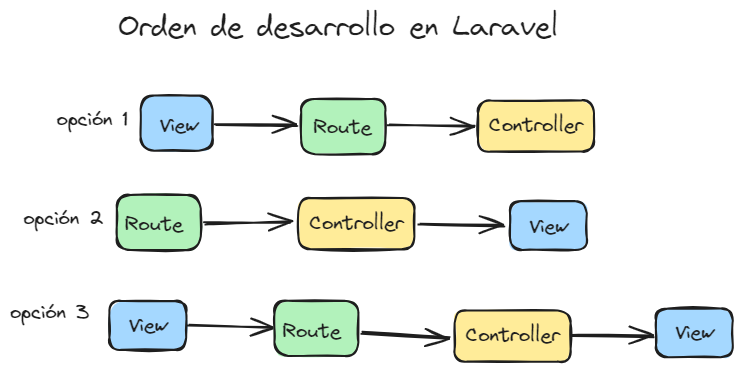 Orden de desarrollo en Laravel
opción 1 View Route Controller
opción 2 Route Controller View
opción 3 View Route Controller View